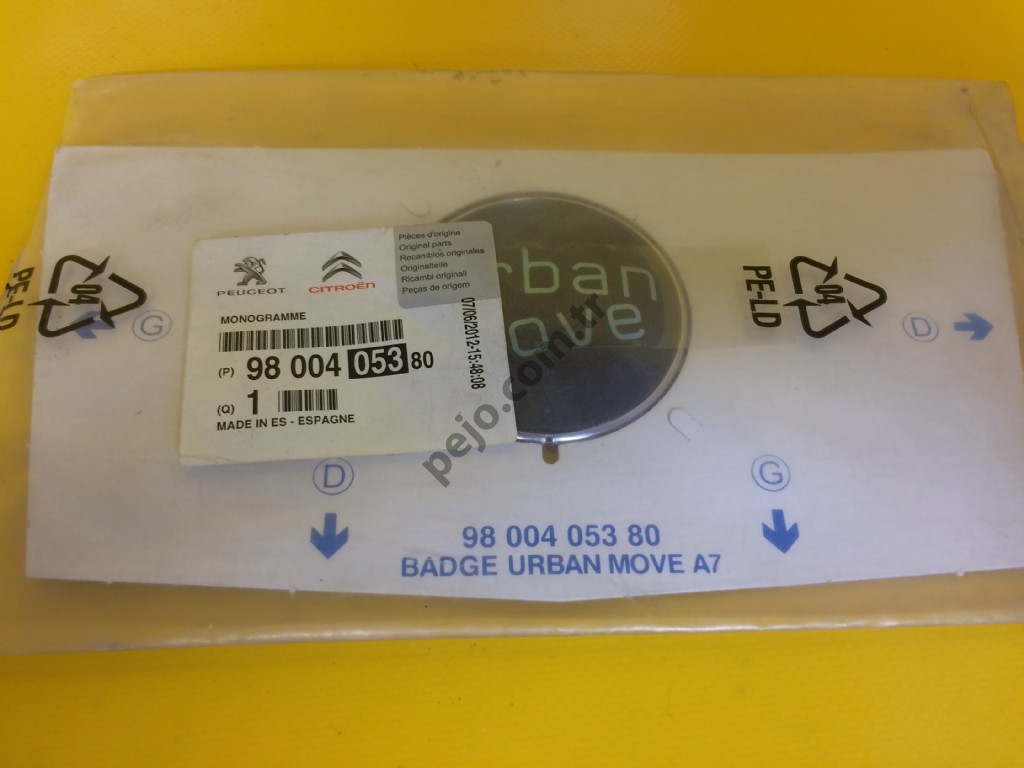 Pièces d'origine
Original parts
Recambios originales
Originalteile
Ricambi originali
Peças de origem
PEUGEOT
CITROËN
MONOGRAMME
(P) 98 004 053 80
(Q) 1
MADE IN ES - ESPAGNE
07/06/2012-15:48:08
rban
ove
pejo.com.tr
PE-LD
04
G
PE-LD
04
D
D
G
98 004 053 80
BADGE URBAN MOVE A7